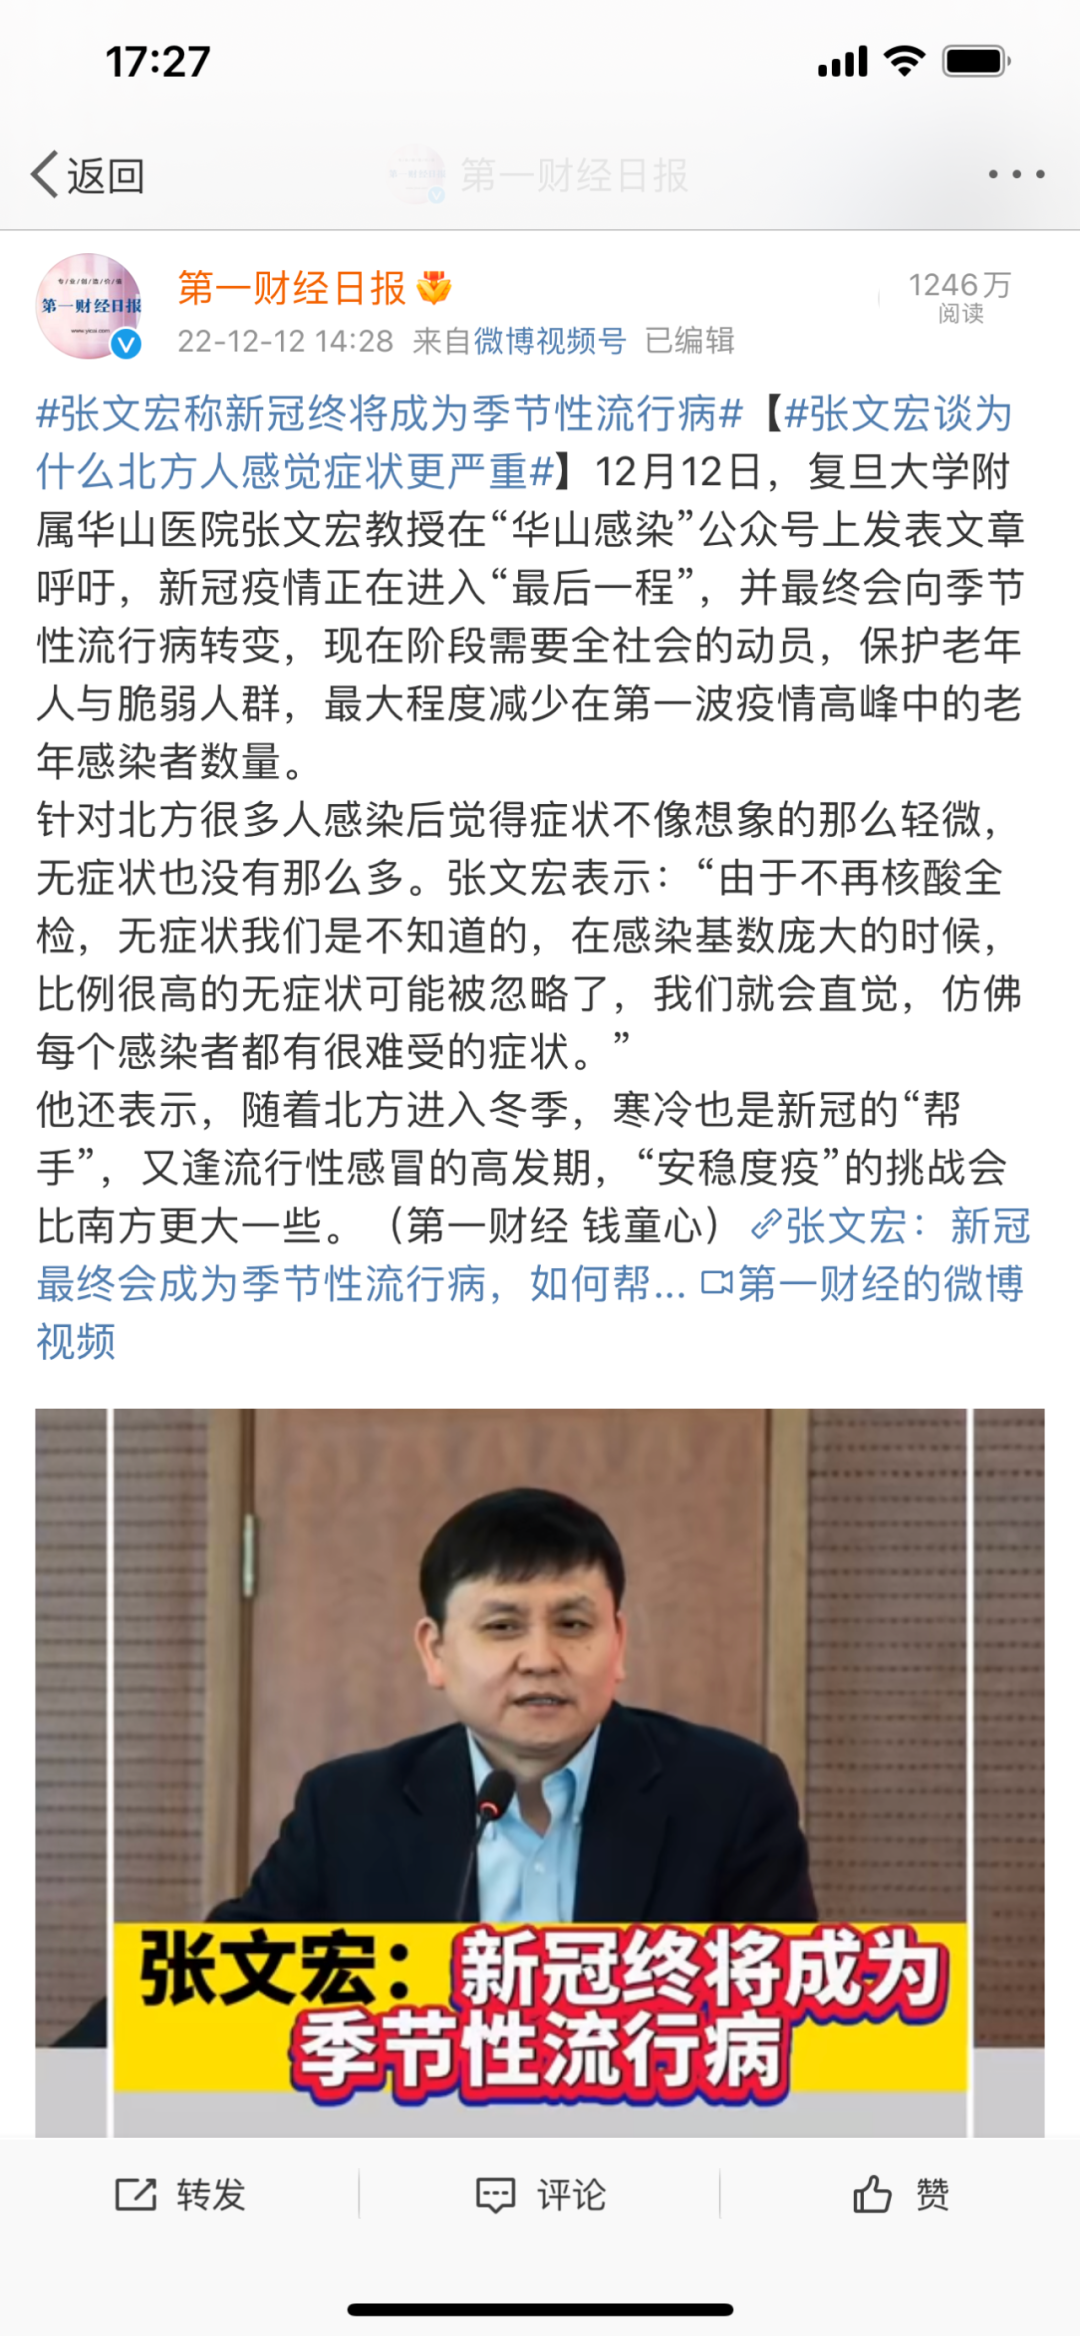 17:27
返回
第一财经日报
专/业/创/造/价/值
第一财经日报
www.yicai.com
第一财经日报
1246万
阅读
22-12-12 14:28 来自微博视频号 已编辑
#张文宏称新冠终将成为季节性流行病#【#张文宏谈为
什么北方人感觉症状更严重#】12月12日，复旦大学附
属华山医院张文宏教授在“华山感染”公众号上发表文章
呼吁，新冠疫情正在进入“最后一程”，并最终会向季节
性流行病转变，现在阶段需要全社会的动员，保护老年
人与脆弱人群，最大程度减少在第一波疫情高峰中的老
年感染者数量。
针对北方很多人感染后觉得症状不像想象的那么轻微，
无症状也没有那么多。张文宏表示：“由于不再核酸全
检，无症状我们是不知道的，在感染基数庞大的时候，
比例很高的无症状可能被忽略了，我们就会直觉，仿佛
每个感染者都有很难受的症状。”
他还表示，随着北方进入冬季，寒冷也是新冠的“帮
手”，又逢流行性感冒的高发期，“安稳度疫”的挑战会
比南方更大一些。（第一财经 钱童心）张文宏：新冠
最终会成为季节性流行病，如何帮... 第一财经的微博
视频
张文宏：新冠终将成为
季节性流行病
转发
评论
赞